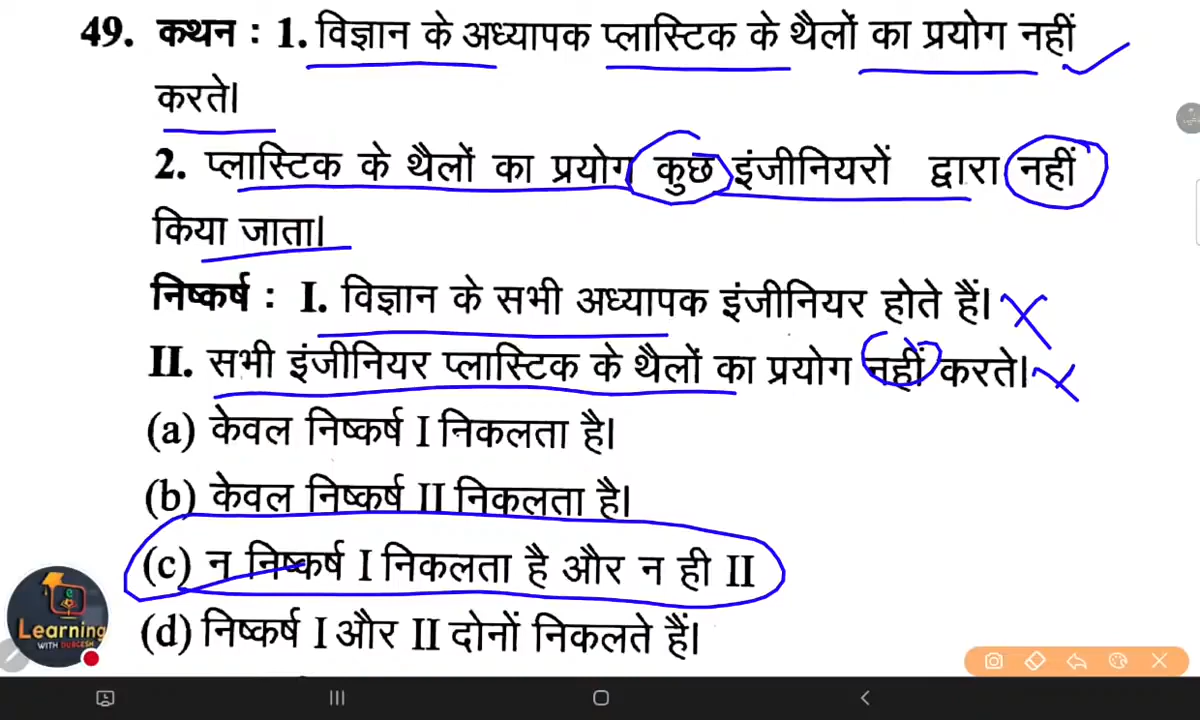 49. कथन : 1. विज्ञान के अध्यापक प्लास्टिक के थैलों का प्रयोग नहीं
करते।
2. प्लास्टिक के थैलों का प्रयोग कुछ इंजीनियरों द्वारा नहीं
किया जाता।
निष्कर्ष : I. विज्ञान के सभी अध्यापक इंजीनियर होते हैं।
II. सभी इंजीनियर प्लास्टिक के थैलों का प्रयोग नहीं करते।
(a) केवल निष्कर्ष I निकलता है।
(b) केवल निष्कर्ष II निकलता है।
(c) न निष्कर्ष I निकलता है और न ही II
(d) निष्कर्ष I और II दोनों निकलते हैं।
Learning
WITH DURGESH